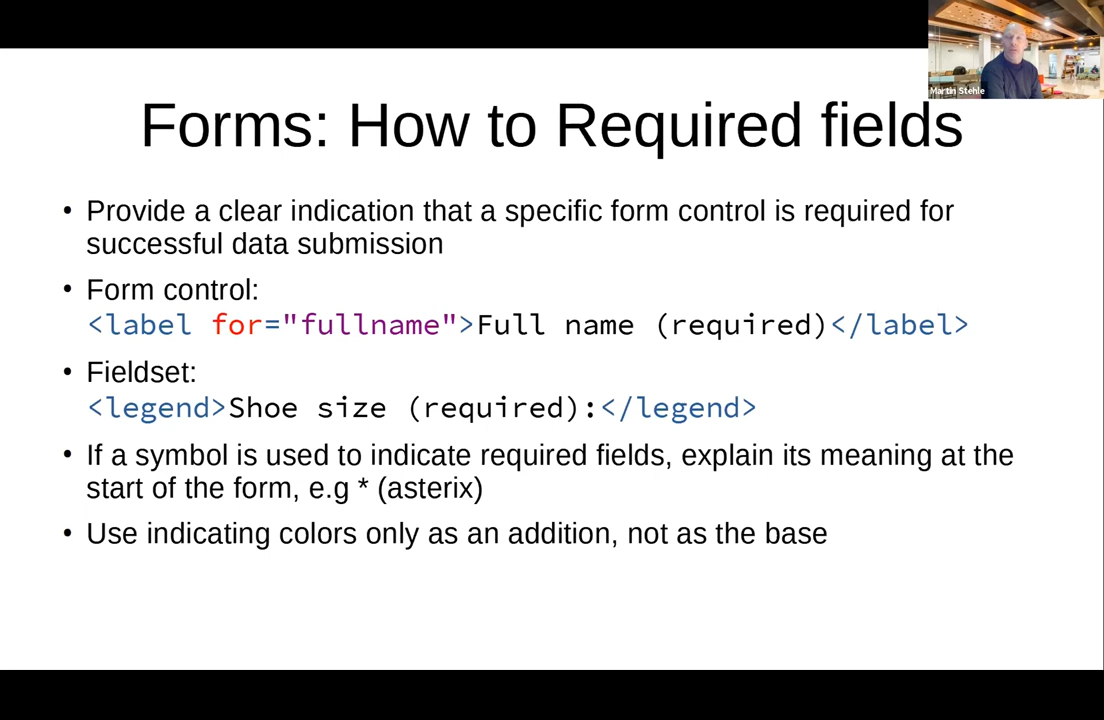 Martin Stehle
Forms: How to Required fields
• Provide a clear indication that a specific form control is required for
successful data submission
• Form control:
<label for="fullname">Full name (required)</label>
• Fieldset:
<legend>Shoe size (required):</legend>
• If a symbol is used to indicate required fields, explain its meaning at the
start of the form, e.g * (asterix)
• Use indicating colors only as an addition, not as the base